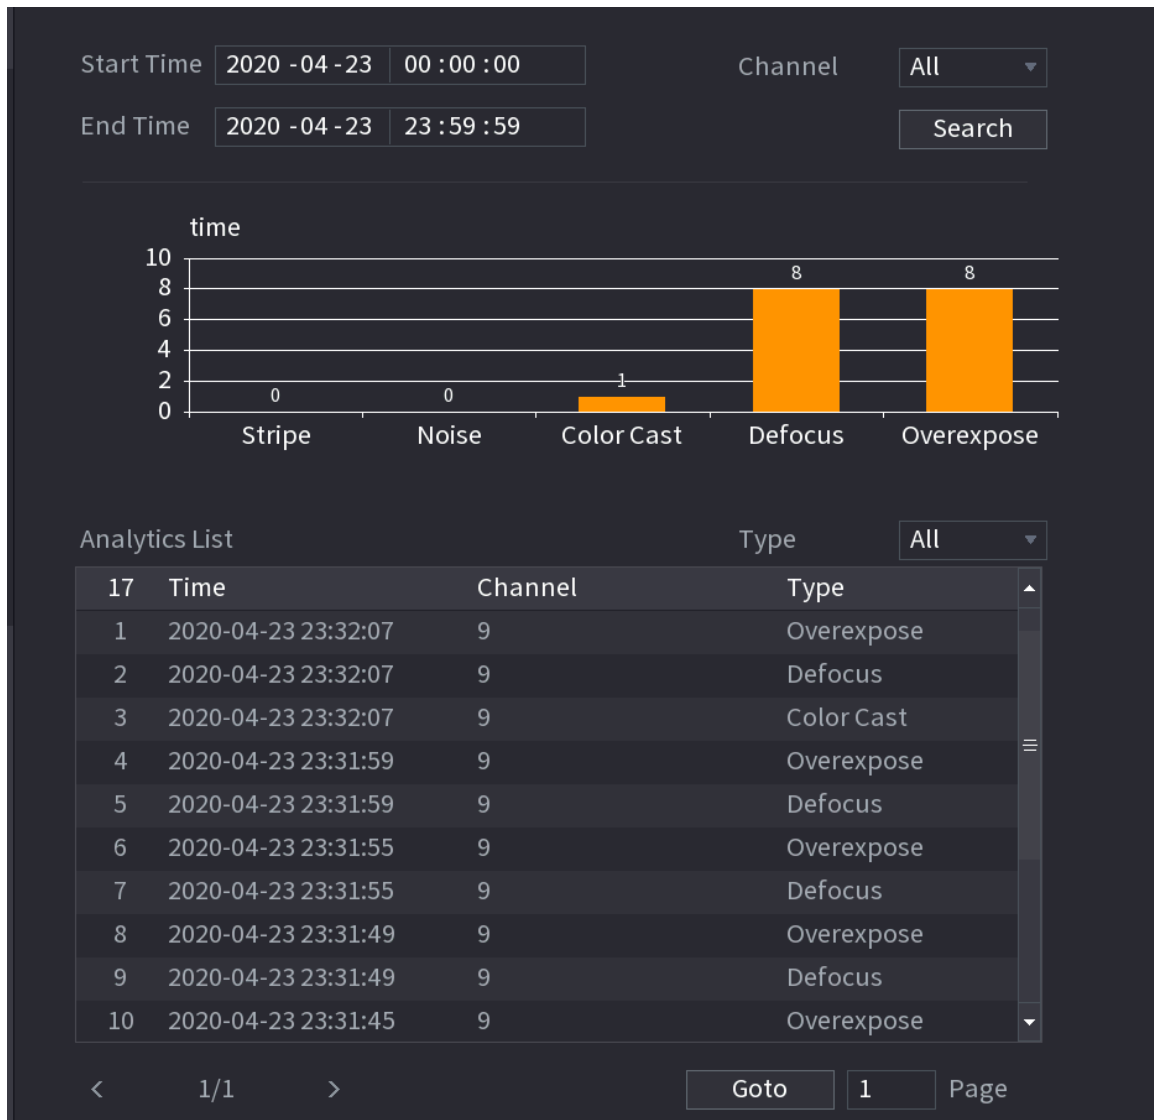 Start Time 2020 -04 -23 00 : 00 : 00 Channel All
End Time 2020 -04 -23 23 : 59 : 59 Search
time
10
8
6
4
2
0
0 0 1 8 8
Stripe Noise Color Cast Defocus Overexpose
Analytics List Type All
17 Time Channel Type
1 2020-04-23 23:32:07 9 Overexpose
2 2020-04-23 23:32:07 9 Defocus
3 2020-04-23 23:32:07 9 Color Cast
4 2020-04-23 23:31:59 9 Overexpose
5 2020-04-23 23:31:59 9 Defocus
6 2020-04-23 23:31:55 9 Overexpose
7 2020-04-23 23:31:55 9 Defocus
8 2020-04-23 23:31:49 9 Overexpose
9 2020-04-23 23:31:49 9 Defocus
10 2020-04-23 23:31:45 9 Overexpose
< 1/1 > Goto 1 Page